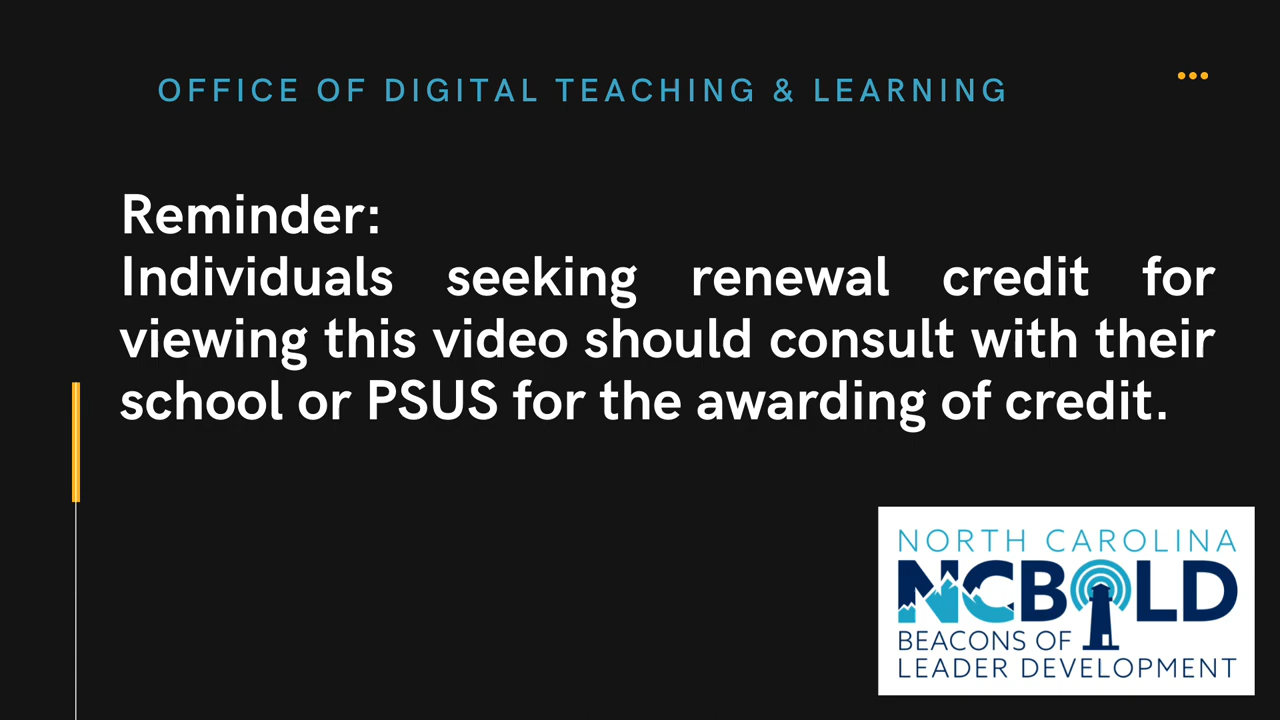 OFFICE OF DIGITAL TEACHING & LEARNING
Reminder:
Individuals seeking renewal credit for
viewing this video should consult with their
school or PSUS for the awarding of credit.
NORTH CAROLINA
NCBOLD
BEACONS OF
LEADER DEVELOPMENT